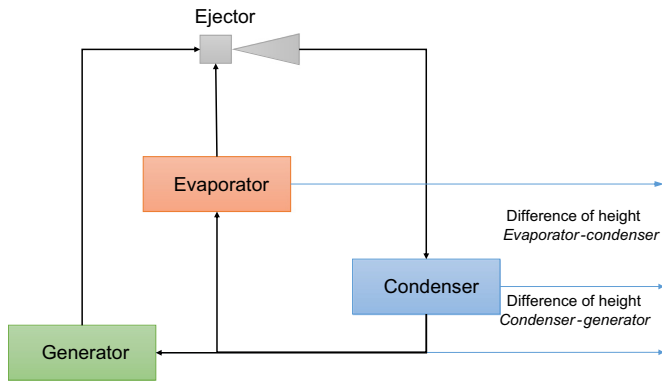 Ejector
Evaporator
Difference of height
Evaporator-condenser
Condenser
Difference of height
Condenser-generator
Generator